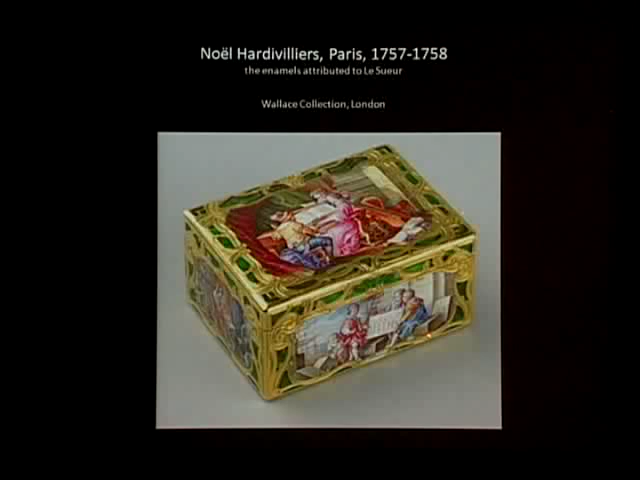 Noël Hardivilliers, Paris, 1757-1758
the enamels attributed to Le Sueur
Wallace Collection, London